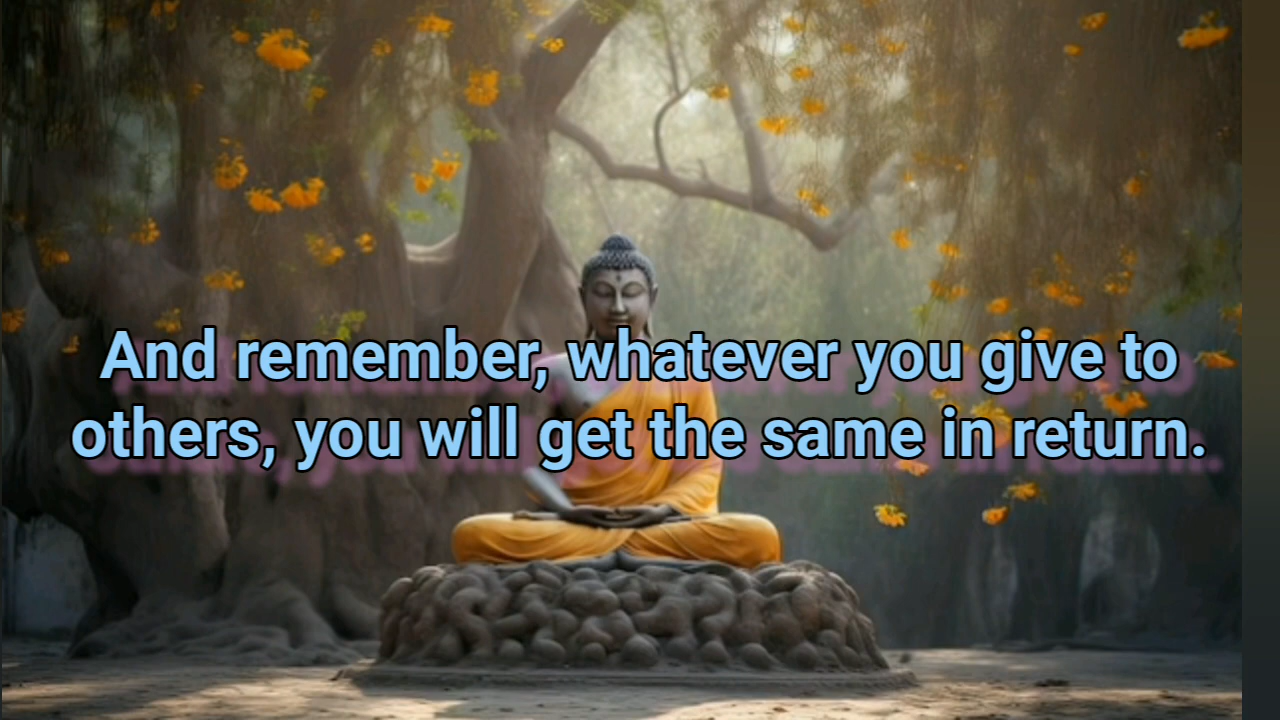 And remember, whatever you give to
others, you will get the same in return.